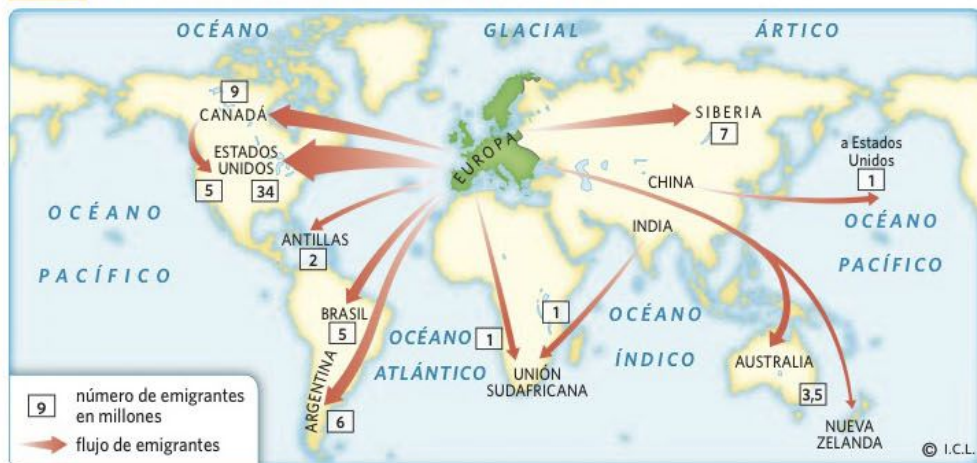 OCÉANO GLACIAL ÁRTICO
9
CANADÁ
ESTADOS
UNIDOS
5
34
EUROPA
SIBERIA
7
a Estados
Unidos
1
CHINA
INDIA
OCÉANO
PACÍFICO
OCÉANO
PACÍFICO
ANTILLAS
2
BRASIL
5
ARGENTINA
6
OCÉANO
ATLÁNTICO
1
1
UNIÓN
SUDAFRICANA
OCÉANO
ÍNDICO
AUSTRALIA
3,5
NUEVA
ZELANDA
9 número de emigrantes
en millones
flujo de emigrantes
© I.C.L.